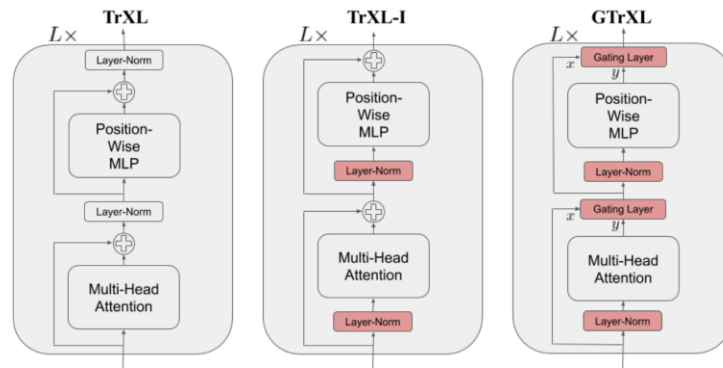 TrXL
L×
Layer-Norm
Position-
Wise
MLP
Layer-Norm
Multi-Head
Attention
TrXL-I
L×
Position-
Wise
MLP
Layer-Norm
Multi-Head
Attention
Layer-Norm
GTrXL
L×
Gating Layer
x
y
Position-
Wise
MLP
Layer-Norm
Gating Layer
x
y
Multi-Head
Attention
Layer-Norm